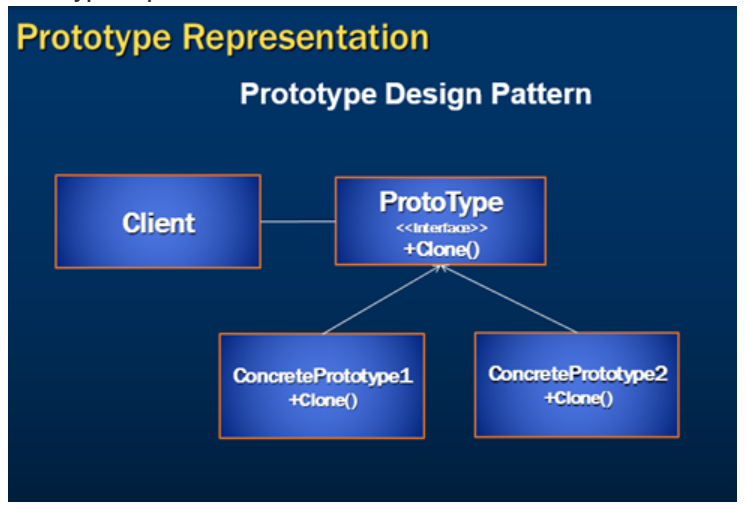 Prototype Representation
Prototype Design Pattern
Client
ProtoType
<<Interface>>
+Clone()
ConcretePrototype1
+Clone()
ConcretePrototype2
+Clone()